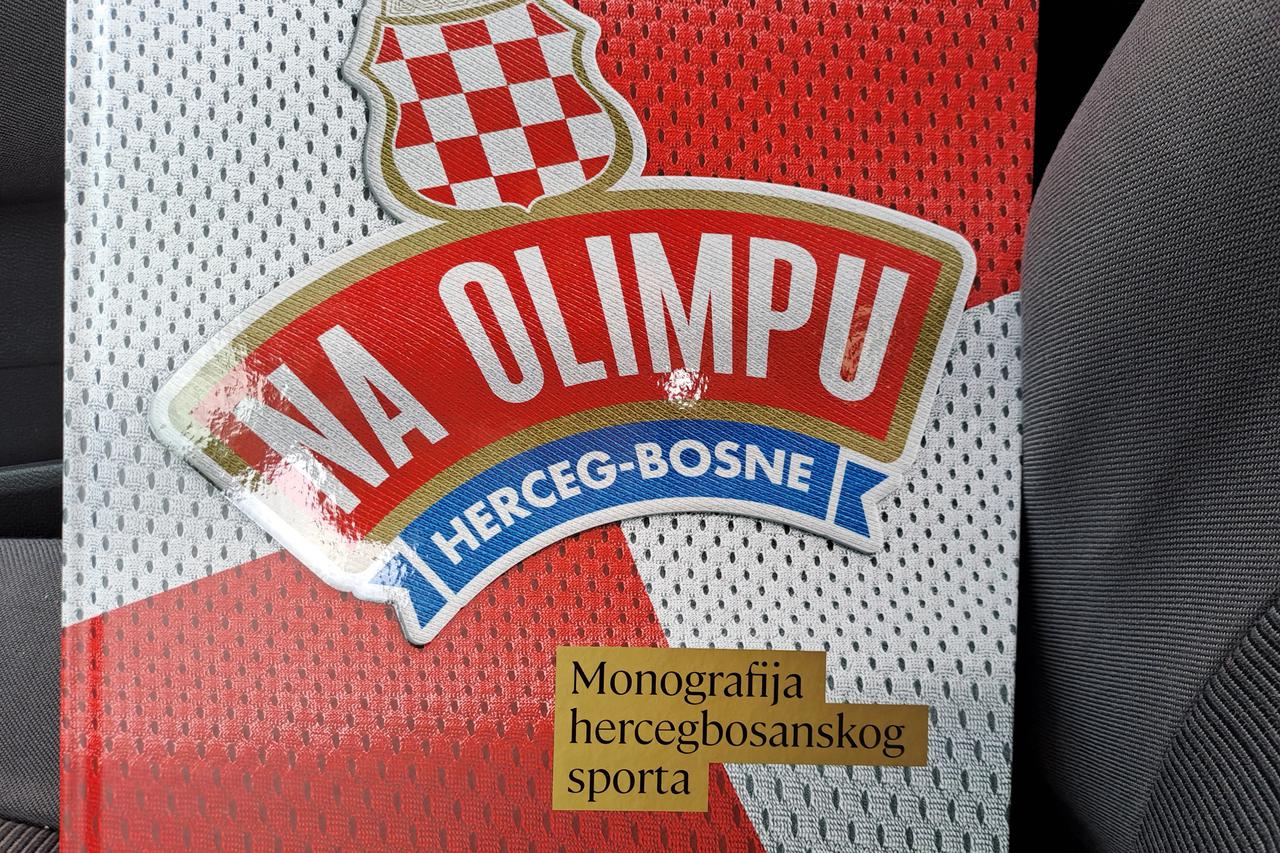 NA OLIMPU
HERCEG-BOSNE
Monografija
hercegbosanskog
sporta